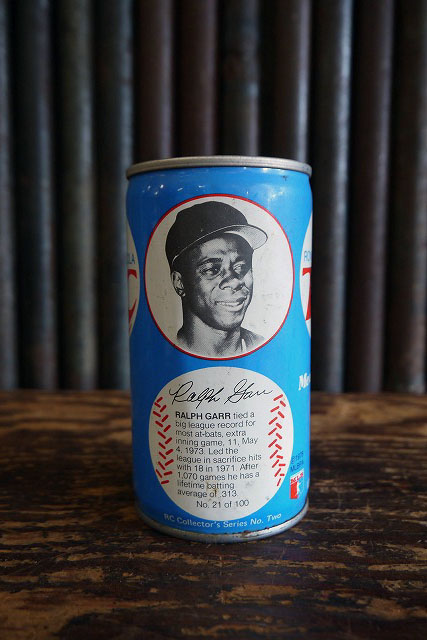 Ralph Garr
RALPH GARR tied a
big league record for
most at-bats, extra
inning game, 11, May
4, 1973. Led the
league in sacrifice hits
with 18 in 1971. After
1,070 games he has a
lifetime batting
average of .313.
No. 21 of 100
RC Collector's Series No. Two